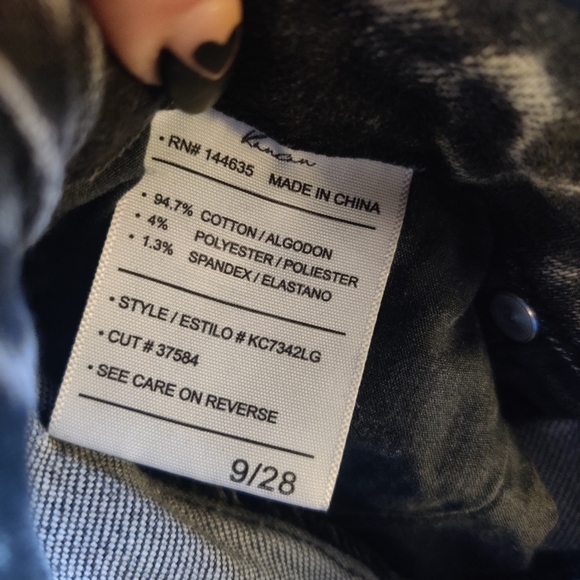 Kancan
• RN# 144635 MADE IN CHINA
• 94.7% COTTON / ALGODON
• 4% POLYESTER / POLIESTER
• 1.3% SPANDEX / ELASTANO
• STYLE / ESTILO # KC7342LG
• CUT # 37584
• SEE CARE ON REVERSE
9/28